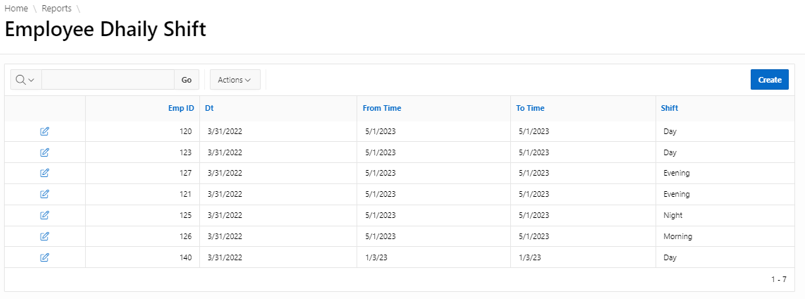 Home \ Reports \
Employee Dhaily Shift
Go Actions Create
Emp ID Dt From Time To Time Shift
120 3/31/2022 5/1/2023 5/1/2023 Day
123 3/31/2022 5/1/2023 5/1/2023 Day
127 3/31/2022 5/1/2023 5/1/2023 Evening
121 3/31/2022 5/1/2023 5/1/2023 Evening
125 3/31/2022 5/1/2023 5/1/2023 Night
126 3/31/2022 5/1/2023 5/1/2023 Morning
140 3/31/2022 1/3/23 1/3/23 Day
1 - 7